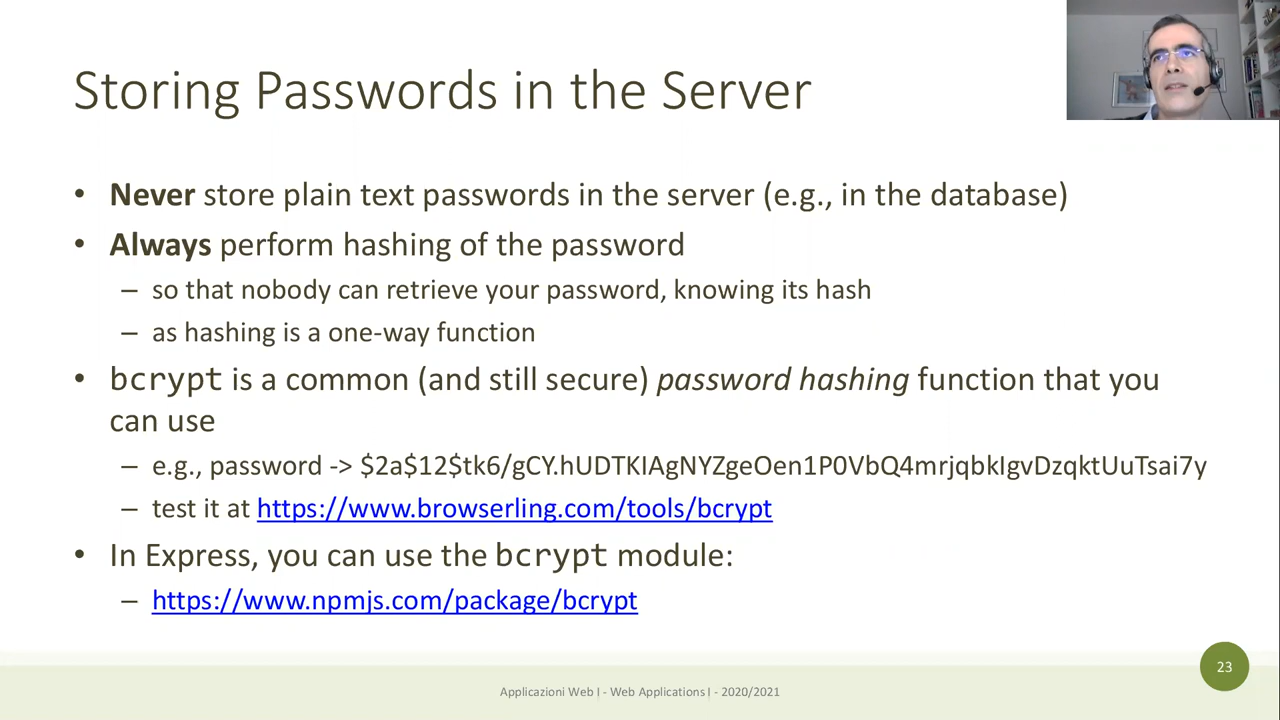 Storing Passwords in the Server
• Never store plain text passwords in the server (e.g., in the database)
• Always perform hashing of the password
– so that nobody can retrieve your password, knowing its hash
– as hashing is a one-way function
• bcrypt is a common (and still secure) password hashing function that you
can use
– e.g., password -> $2a$12$tk6/gCY.hUDTKIAgNYZgeOen1P0VbQ4mrjqbkIgvDzqktUuTsai7y
– test it at https://www.browserling.com/tools/bcrypt
• In Express, you can use the bcrypt module:
– https://www.npmjs.com/package/bcrypt
23
Applicazioni Web I - Web Applications I - 2020/2021